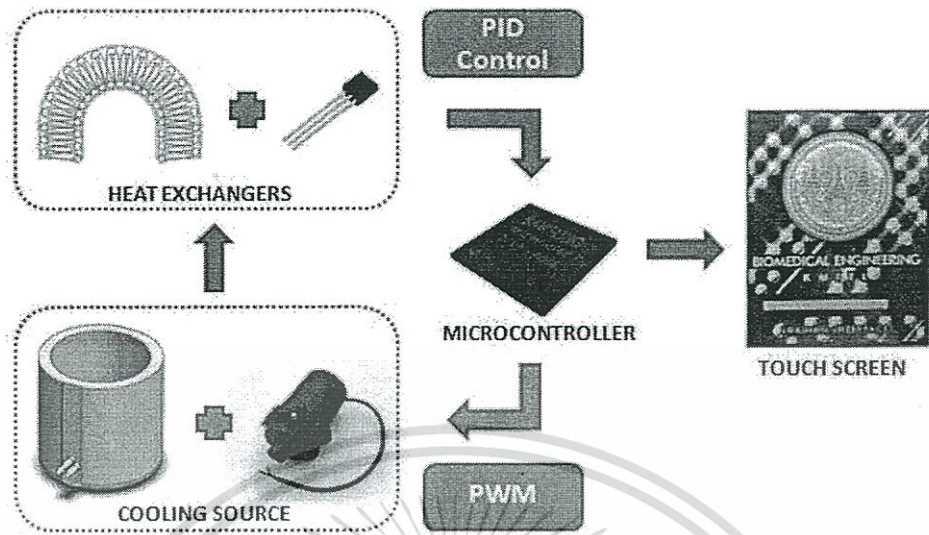 PID
Control
HEAT EXCHANGERS
MICROCONTROLLER
BIOMEDICAL ENGINEERING
TOUCH SCREEN
COOLING SOURCE
PWM